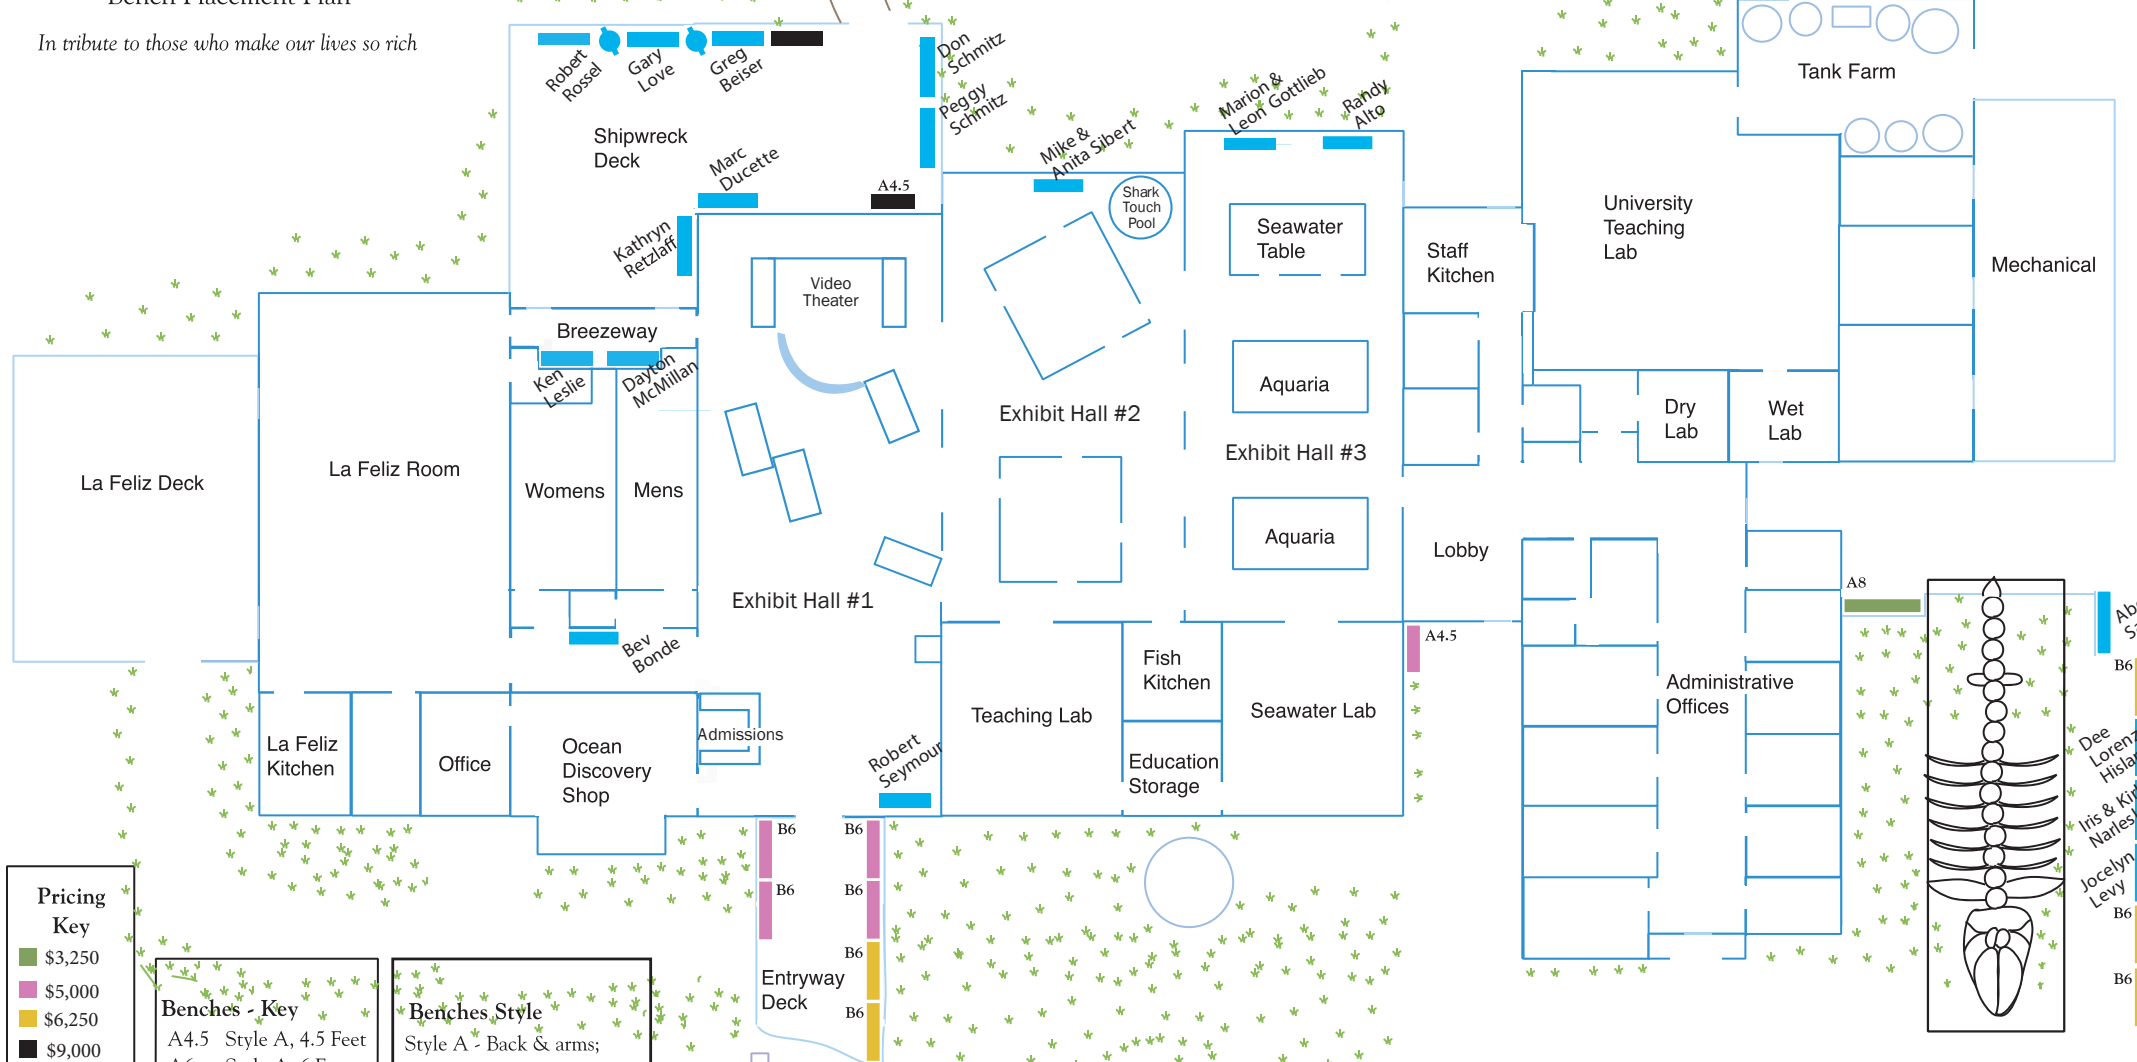 Bench Placement Plan
In tribute to those who make our lives so rich
Robert
Rossel
Gary
Love
Greg
Beiser
Don
Schmitz
Peggy
Schmitz
Shipwreck
Deck
Marc
Ducette
A4.5
Kathryn
Retzlaff
Mike &
Anita Sibert
Shark
Touch
Pool
Marion &
Leon Gottlieb
Randy
Alto
Tank Farm
Seawater
Table
Staff
Kitchen
University
Teaching
Lab
Mechanical
Video
Theater
Breezeway
Ken
Leslie
Dayton
McMillan
Exhibit Hall #2
Aquaria
Exhibit Hall #3
Aquaria
Dry
Lab
Wet
Lab
La Feliz Deck
La Feliz Room
Womens
Mens
Lobby
Exhibit Hall #1
Bev
Bonde
A8
A4.5
B6
Fish
Kitchen
Teaching Lab
Seawater Lab
Administrative
Offices
Education
Storage
La Feliz
Kitchen
Office
Ocean
Discovery
Shop
Admissions
Robert
Seymour
Dee
Iris &
Jocelyn
Levy
B6
B6
B6
B6
B6
B6
B6
B6
Entryway
Deck
Pricing
Key
$3,250
$5,000
$6,250
$9,000
Benches - Key
A4.5 Style A, 4.5 Feet
Benches Style
Style A - Back & arms;